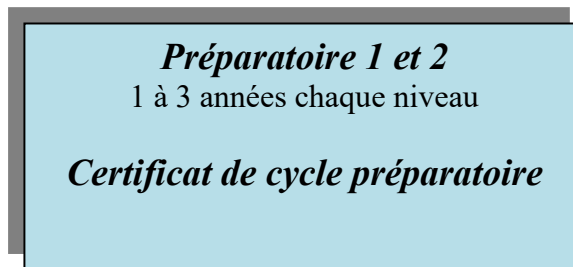 Préparatoire 1 et 2
1 à 3 années chaque niveau
Certificat de cycle préparatoire